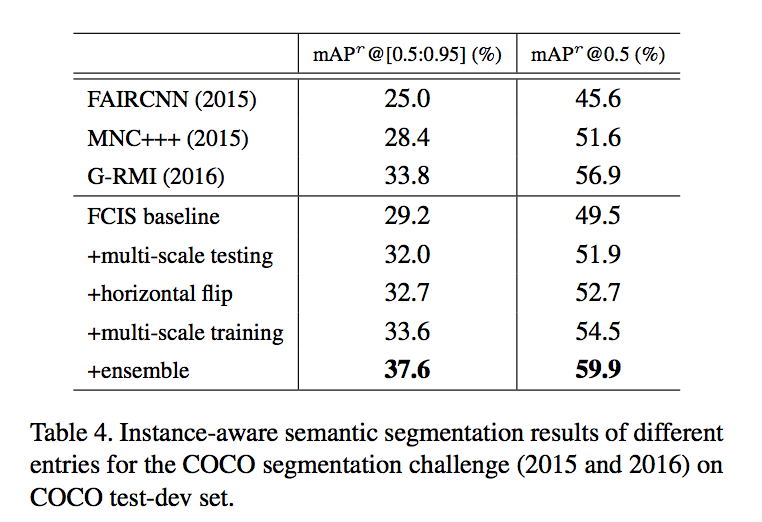 mAPʳ@[0.5:0.95] (%) mAPʳ@0.5 (%)
FAIRCNN (2015) 25.0 45.6
MNC+++ (2015) 28.4 51.6
G-RMI (2016) 33.8 56.9
FCIS baseline 29.2 49.5
+multi-scale testing 32.0 51.9
+horizontal flip 32.7 52.7
+multi-scale training 33.6 54.5
+ensemble 37.6 59.9
Table 4. Instance-aware semantic segmentation results of different
entries for the COCO segmentation challenge (2015 and 2016) on
COCO test-dev set.